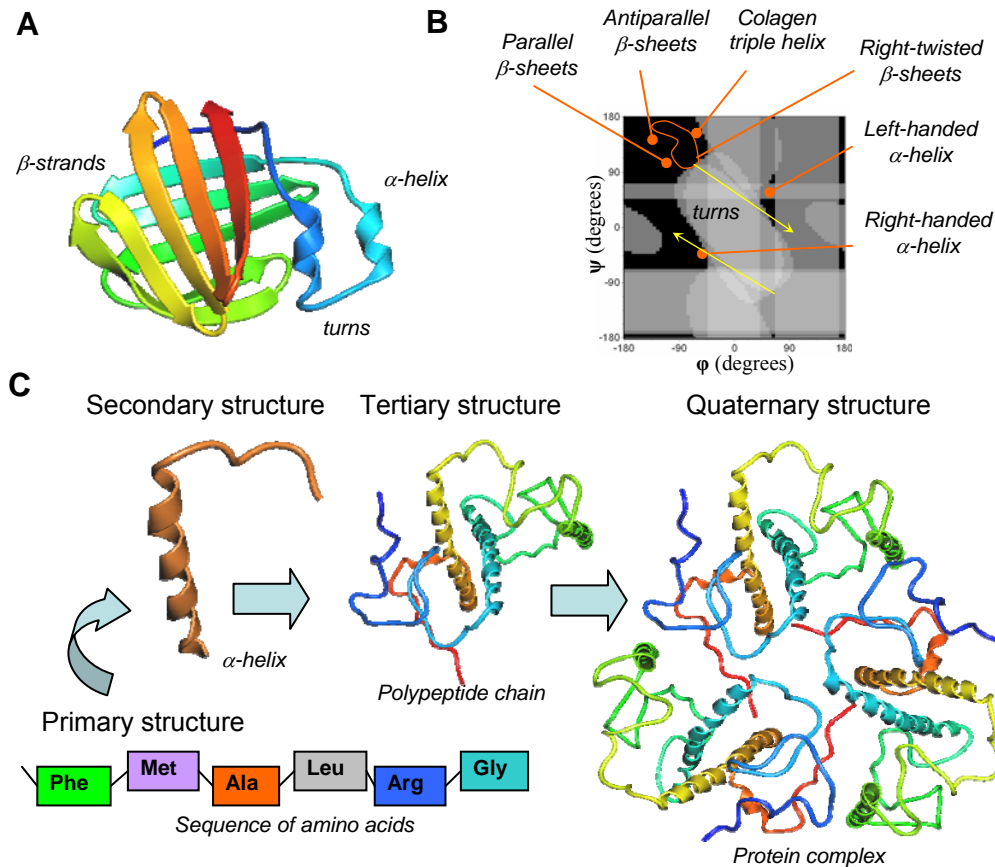 A
β-strands
α-helix
turns
B
Parallel
β-sheets
Antiparallel
β-sheets
Colagen
triple helix
Right-twisted
β-sheets
Left-handed
α-helix
Right-handed
α-helix
turns
180
90
0
-90
-180
ψ (degrees)
-180
-90
0
90
180
φ (degrees)
C
Secondary structure
Tertiary structure
Quaternary structure
α-helix
Polypeptide chain
Primary structure
Phe
Met
Ala
Leu
Arg
Gly
Sequence of amino acids
Protein complex